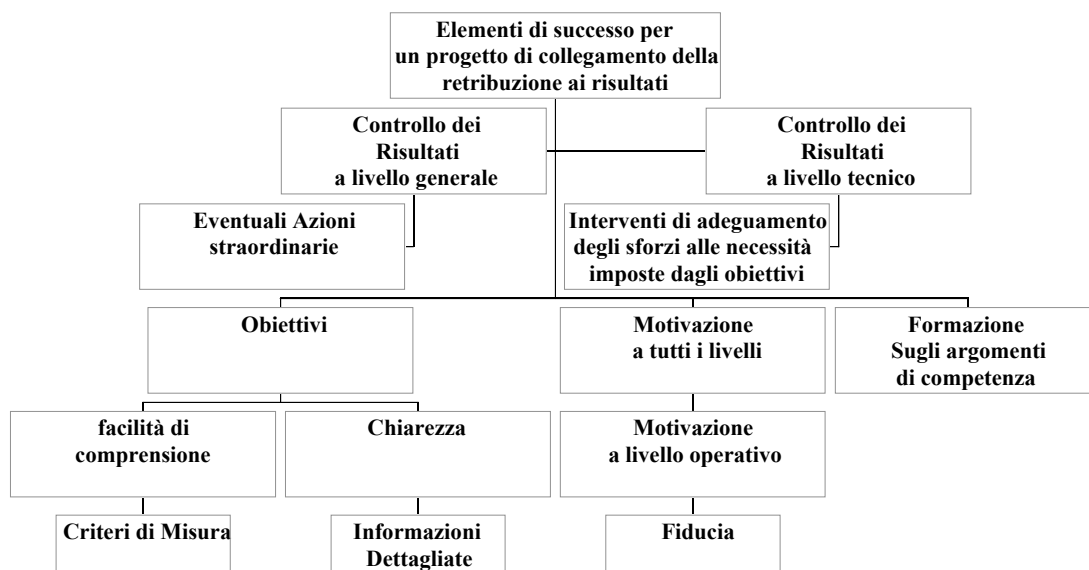 Elementi di successo per
un progetto di collegamento della
retribuzione ai risultati
Controllo dei
Risultati
a livello generale
Controllo dei
Risultati
a livello tecnico
Eventuali Azioni
straordinarie
Interventi di adeguamento
degli sforzi alle necessità
imposte dagli obiettivi
Obiettivi
Motivazione
a tutti i livelli
Formazione
Sugli argomenti
di competenza
facilità di
comprensione
Chiarezza
Motivazione
a livello operativo
Criteri di Misura
Informazioni
Dettagliate
Fiducia